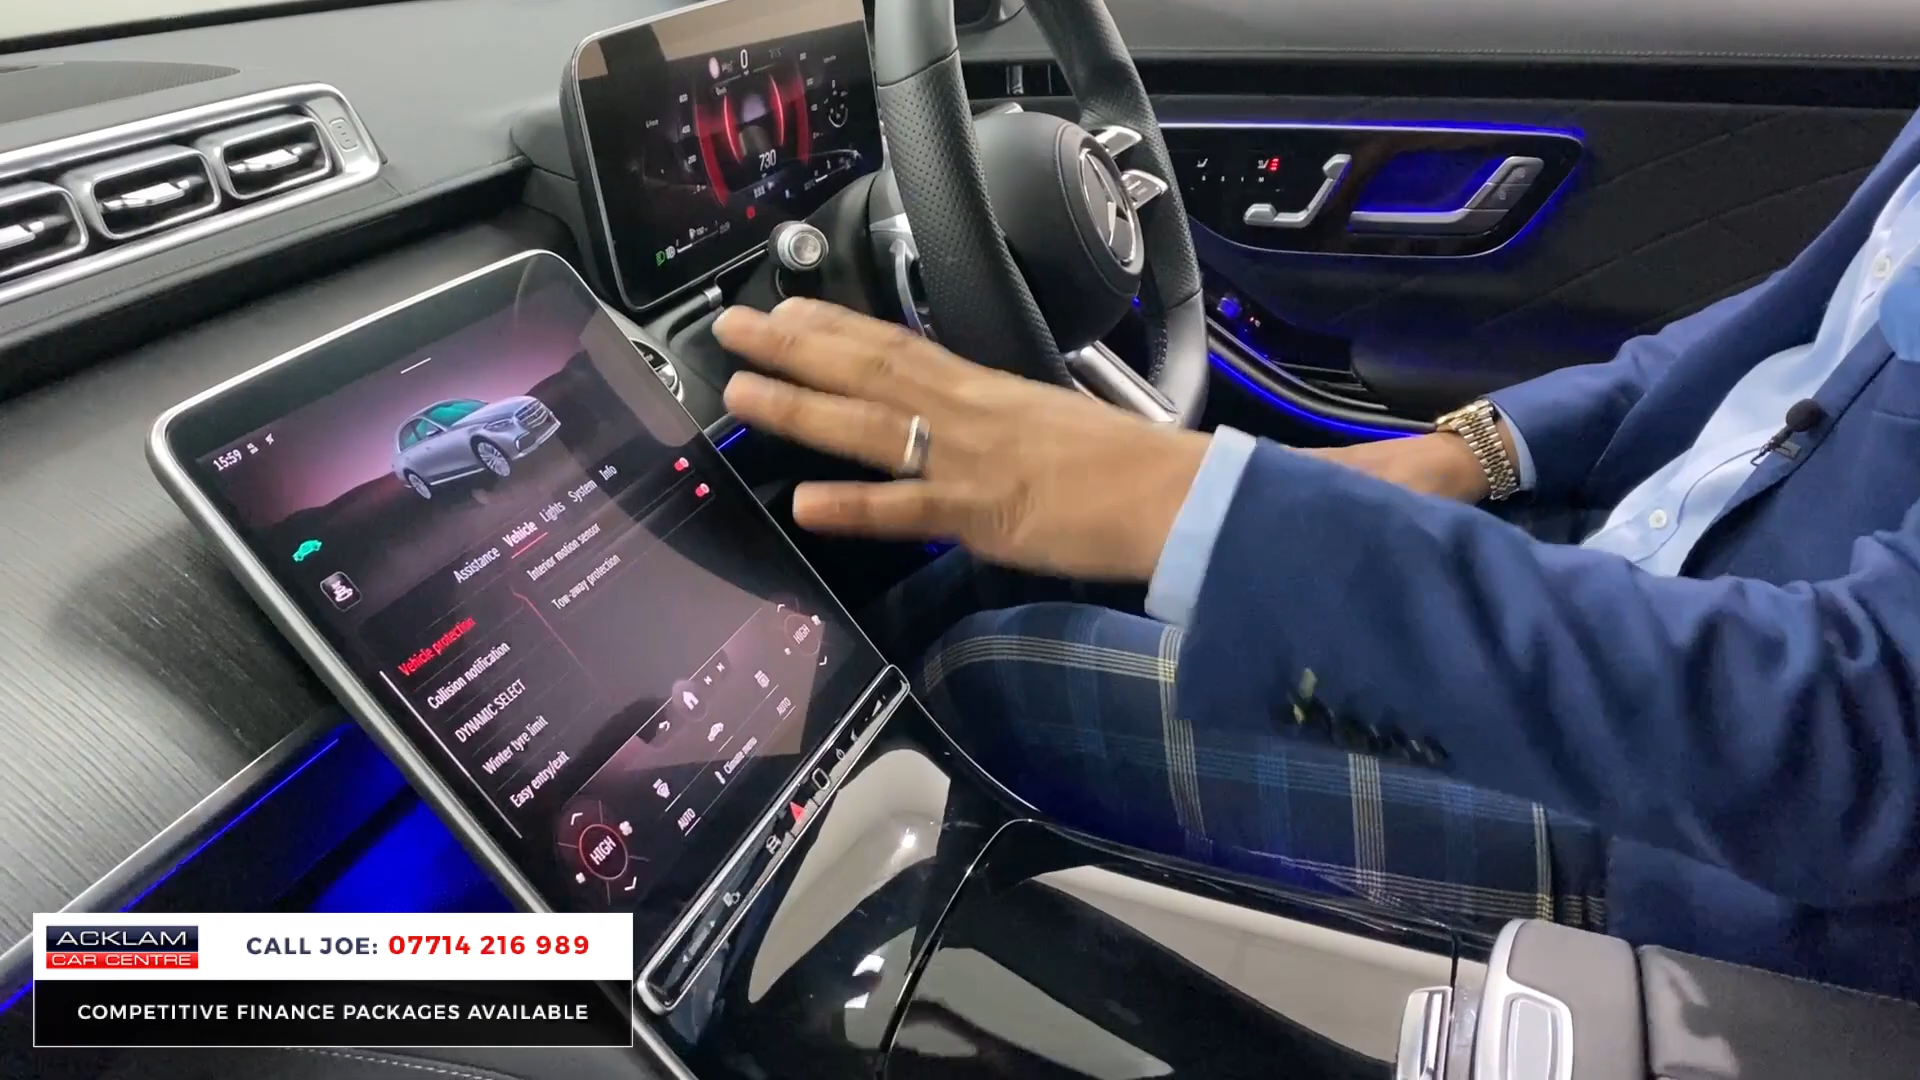 0
730
15:59
Assistance Vehicle Lights System Info
Interior motion sensor
Tow-away protection
Vehicle protection
Collision notification
DYNAMIC SELECT
Winter tyre limit
Easy entry/exit
HIGH
AUTO
Climate menu
AUTO
HIGH
ACKLAM
CAR CENTRE
CALL JOE: 07714 216 989
COMPETITIVE FINANCE PACKAGES AVAILABLE